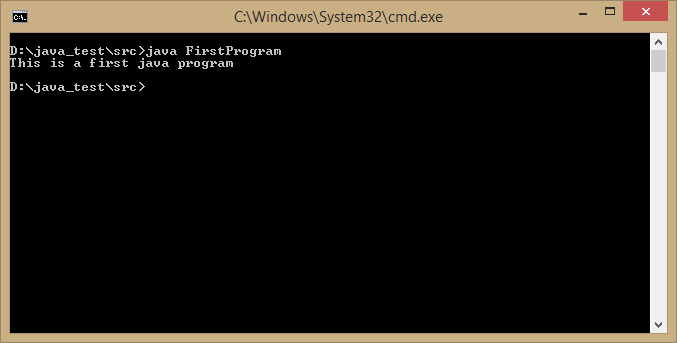 C:\Windows\System32\cmd.exe
D:\java_test\src>java FirstProgram
This is a first java program
D:\java_test\src>